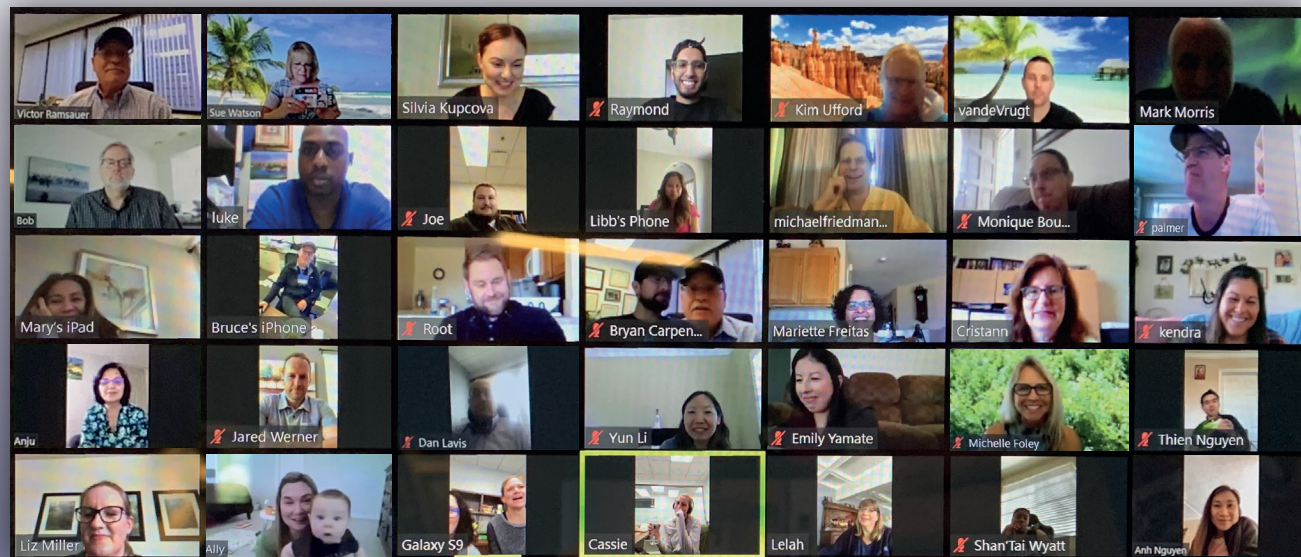 Victor Ramsauer
Sue Watson
Silvia Kupcova
Raymond
Kim Ufford
vandeVrugt
Mark Morris
Bob
luke
Joe
Libb's Phone
michaelfriedman...
Monique Bou...
palmer
Mary's iPad
Bruce's iPhone
Root
Bryan Carpen...
Mariette Freitas
Cristann
kendra
Anju
Jared Werner
Dan Lavis
Yun Li
Emily Yamate
Michelle Foley
Thien Nguyen
Liz Miller
Ally
Galaxy S9
Cassie
Lelah
Shan'Tai Wyatt
Anh Nguyen